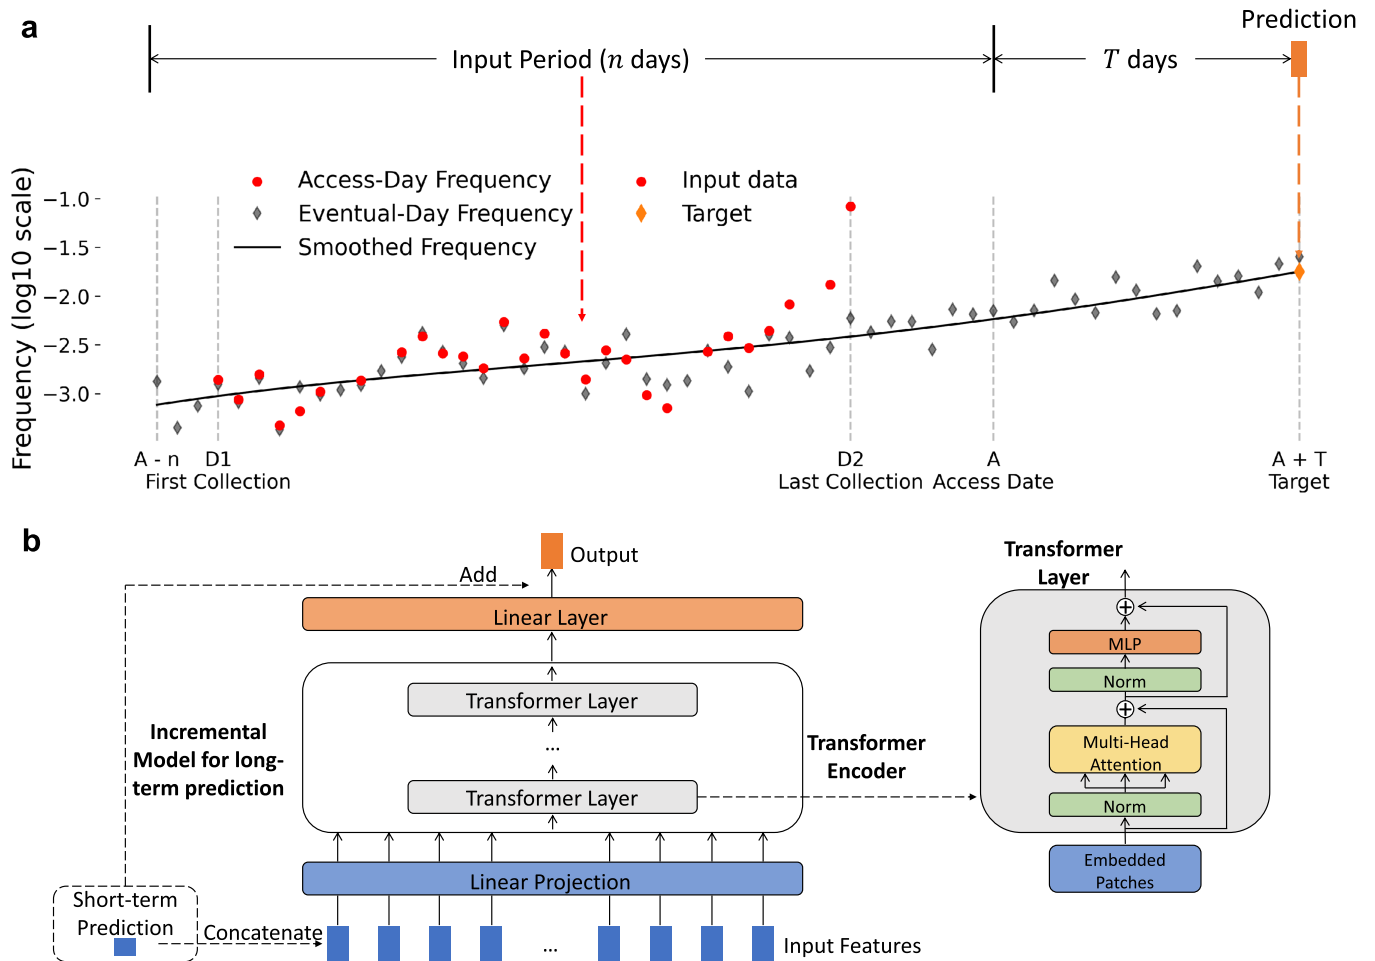 a
Prediction
Input Period (n days)
T days
Frequency (log10 scale)
Access-Day Frequency
Eventual-Day Frequency
Smoothed Frequency
Input data
Target
−1.0
−1.5
−2.0
−2.5
−3.0
A - n
D1
D2
A
A + T
First Collection
Last Collection
Access Date
Target
b
Output
Add
Linear Layer
Transformer Layer
...
Transformer Layer
Incremental
Model for long-
term prediction
Transformer
Encoder
Linear Projection
Short-term
Prediction
Concatenate
...
Input Features
Transformer
Layer
+
MLP
Norm
+
Multi-Head
Attention
Norm
Embedded
Patches